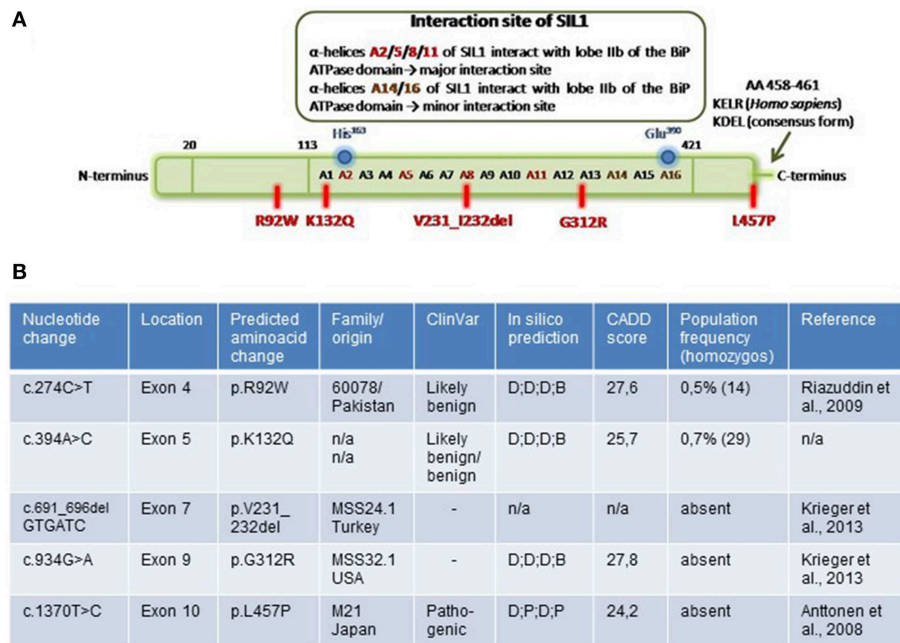 A
Interaction site of SIL1
α-helices A2/5/8/11 of SIL1 interact with lobe IIb of the BiP
ATPase domain → major interaction site
α-helices A14/16 of SIL1 interact with lobe IIb of the BiP
ATPase domain → minor interaction site
AA 458-461
KELR (Homo sapiens)
KDEL (consensus form)
His163 Glu390
20 113 421
N-terminus A1 A2 A3 A4 A5 A6 A7 A8 A9 A10 A11 A12 A13 A14 A15 A16 C-terminus
R92W K132Q V231_I232del G312R L457P
B
Nucleotide change Location Predicted aminoacid change Family/ origin ClinVar In silico prediction CADD score Population frequency (homozygos) Reference
c.274C>T Exon 4 p.R92W 60078/ Pakistan Likely benign D;D;D;B 27,6 0,5% (14) Riazuddin et al., 2009
c.394A>C Exon 5 p.K132Q n/a n/a Likely benign/ benign D;D;D;B 25,7 0,7% (29) n/a
c.691_696del GTGATC Exon 7 p.V231_ 232del MSS24.1 Turkey - n/a n/a absent Krieger et al., 2013
c.934G>A Exon 9 p.G312R MSS32.1 USA - D;D;D;B 27,8 absent Krieger et al., 2013
c.1370T>C Exon 10 p.L457P M21 Japan Patho- genic D;P;D;P 24,2 absent Anttonen et al., 2008